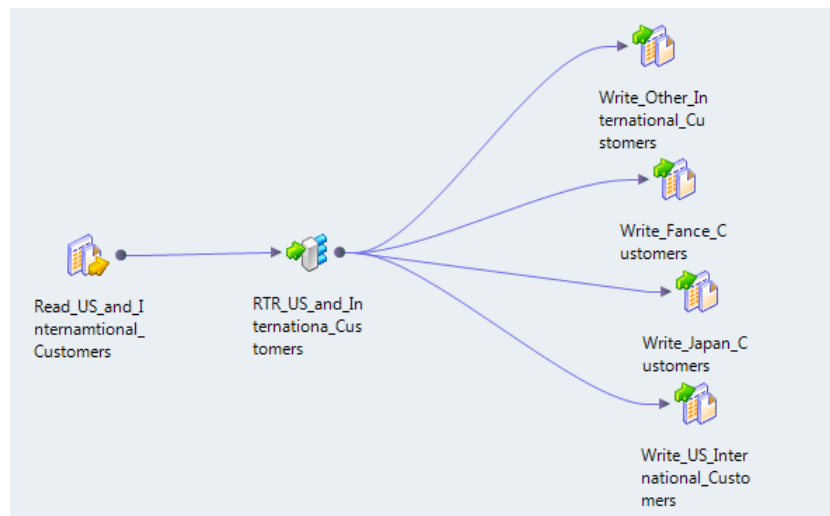 Write_Other_In
ternational_Cu
stomers
Write_Fance_C
ustomers
Read_US_and_I
nternamtional_
Customers
RTR_US_and_In
ternationa_Cus
tomers
Write_Japan_C
ustomers
Write_US_Inter
national_Custo
mers